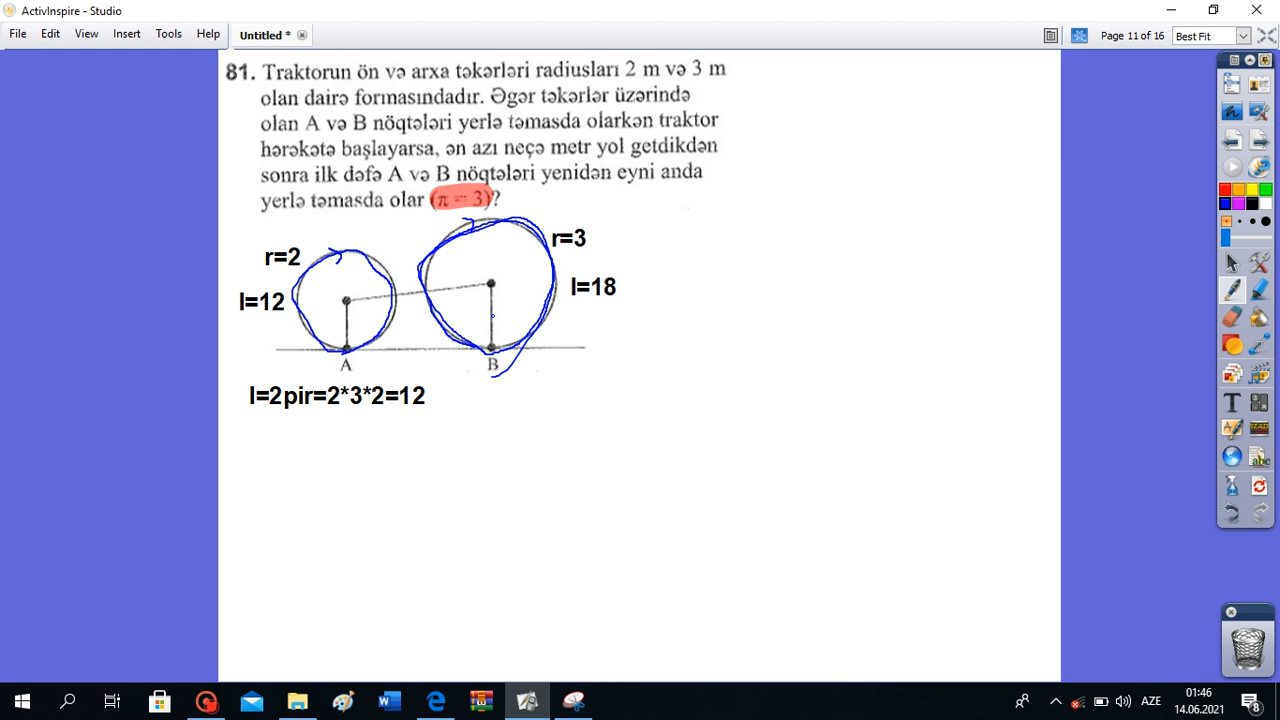 ActivInspire - Studio
File Edit View Insert Tools Help Untitled * Page 11 of 16 Best Fit
81. Traktorun ön və arxa təkərləri radiusları 2 m və 3 m
olan dairə formasındadır. Əgər təkərlər üzərində
olan A və B nöqtələri yerlə təmasda olarkən traktor
hərəkətə başlayarsa, ən azı neçə metr yol getdikdən
sonra ilk dəfə A və B nöqtələri yenidən eyni anda
yerlə təmasda olar (π = 3)?
r=2
r=3
l=12
l=18
A
B
l=2pir=2*3*2=12
AZE
01:46
14.06.2021
8